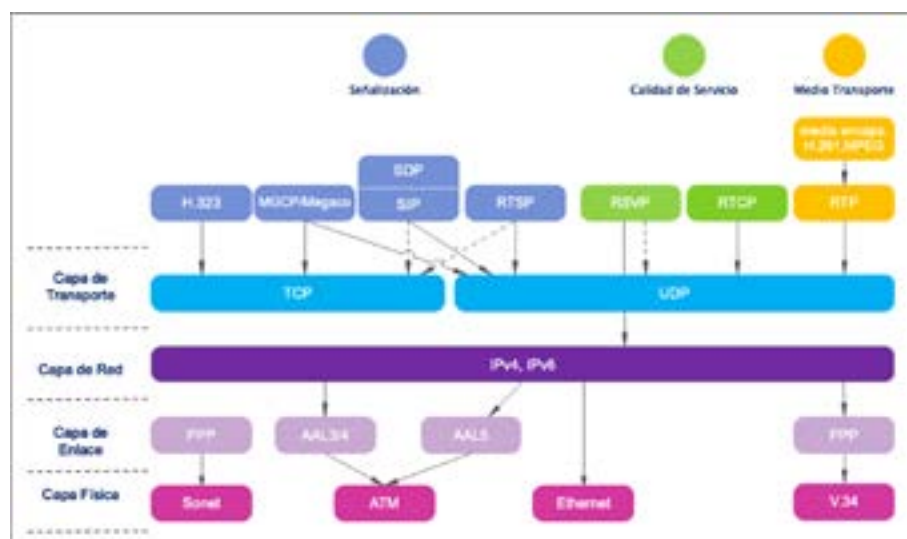 Señalización
Calidad de Servicio
Medio Transporte
media encaps
H.261,MPEG
SDP
H.323
MGCP/Megaco
SIP
RTSP
RSVP
RTCP
RTP
Capa de
Transporte
TCP
UDP
Capa de Red
IPv4, IPv6
Capa de
Enlace
PPP
AAL3/4
AAL5
PPP
Capa Física
Sonet
ATM
Ethernet
V.34